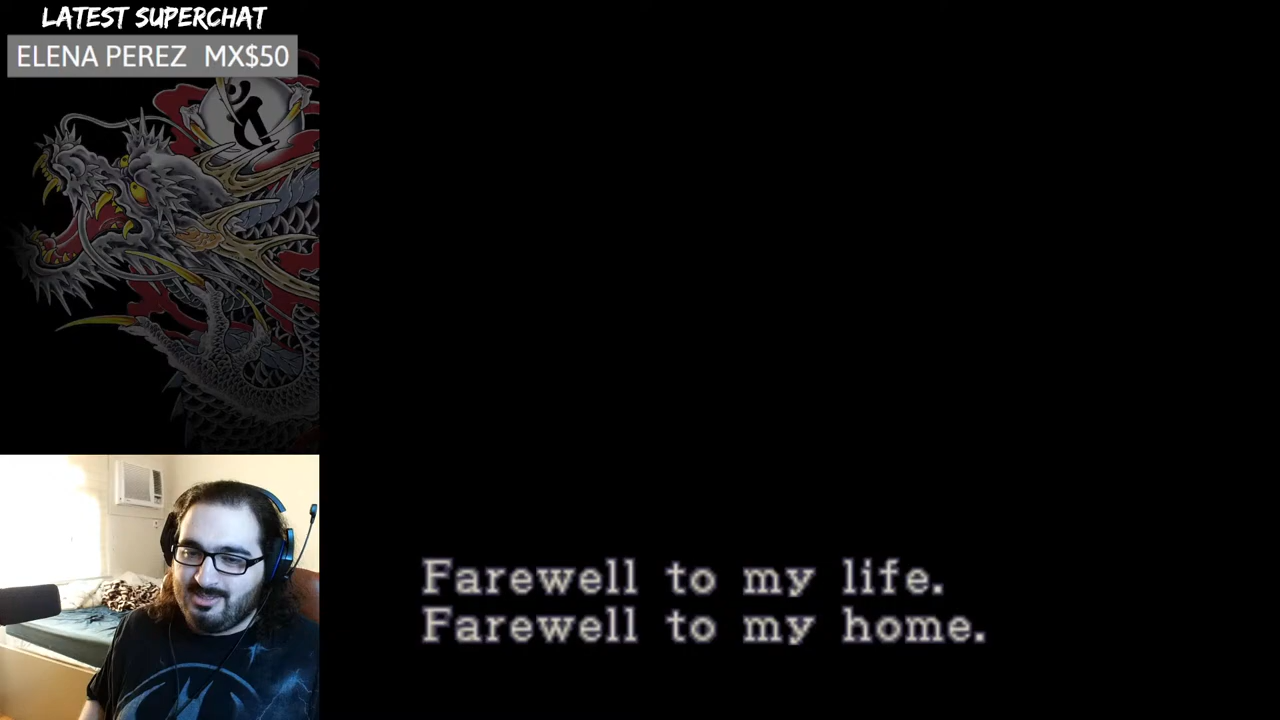 LATEST SUPERCHAT
ELENA PEREZ MX$50
Farewell to my life.
Farewell to my home.